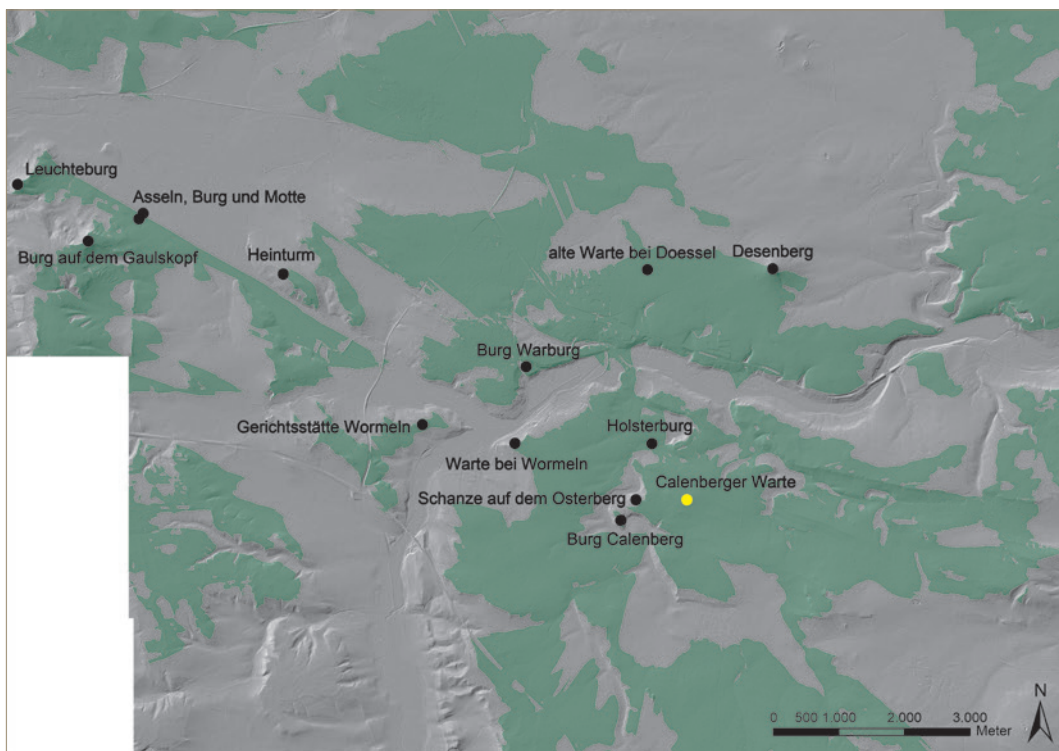 Leuchteburg
Asseln, Burg und Motte
Burg auf dem Gaulskopf
Heinturm
alte Warte bei Doessel
Desenberg
Burg Warburg
Gerichtsstätte Wormeln
Holsterburg
Warte bei Wormeln
Calenberger Warte
Schanze auf dem Osterberg
Burg Calenberg
N
0 500 1.000 2.000 3.000
Meter